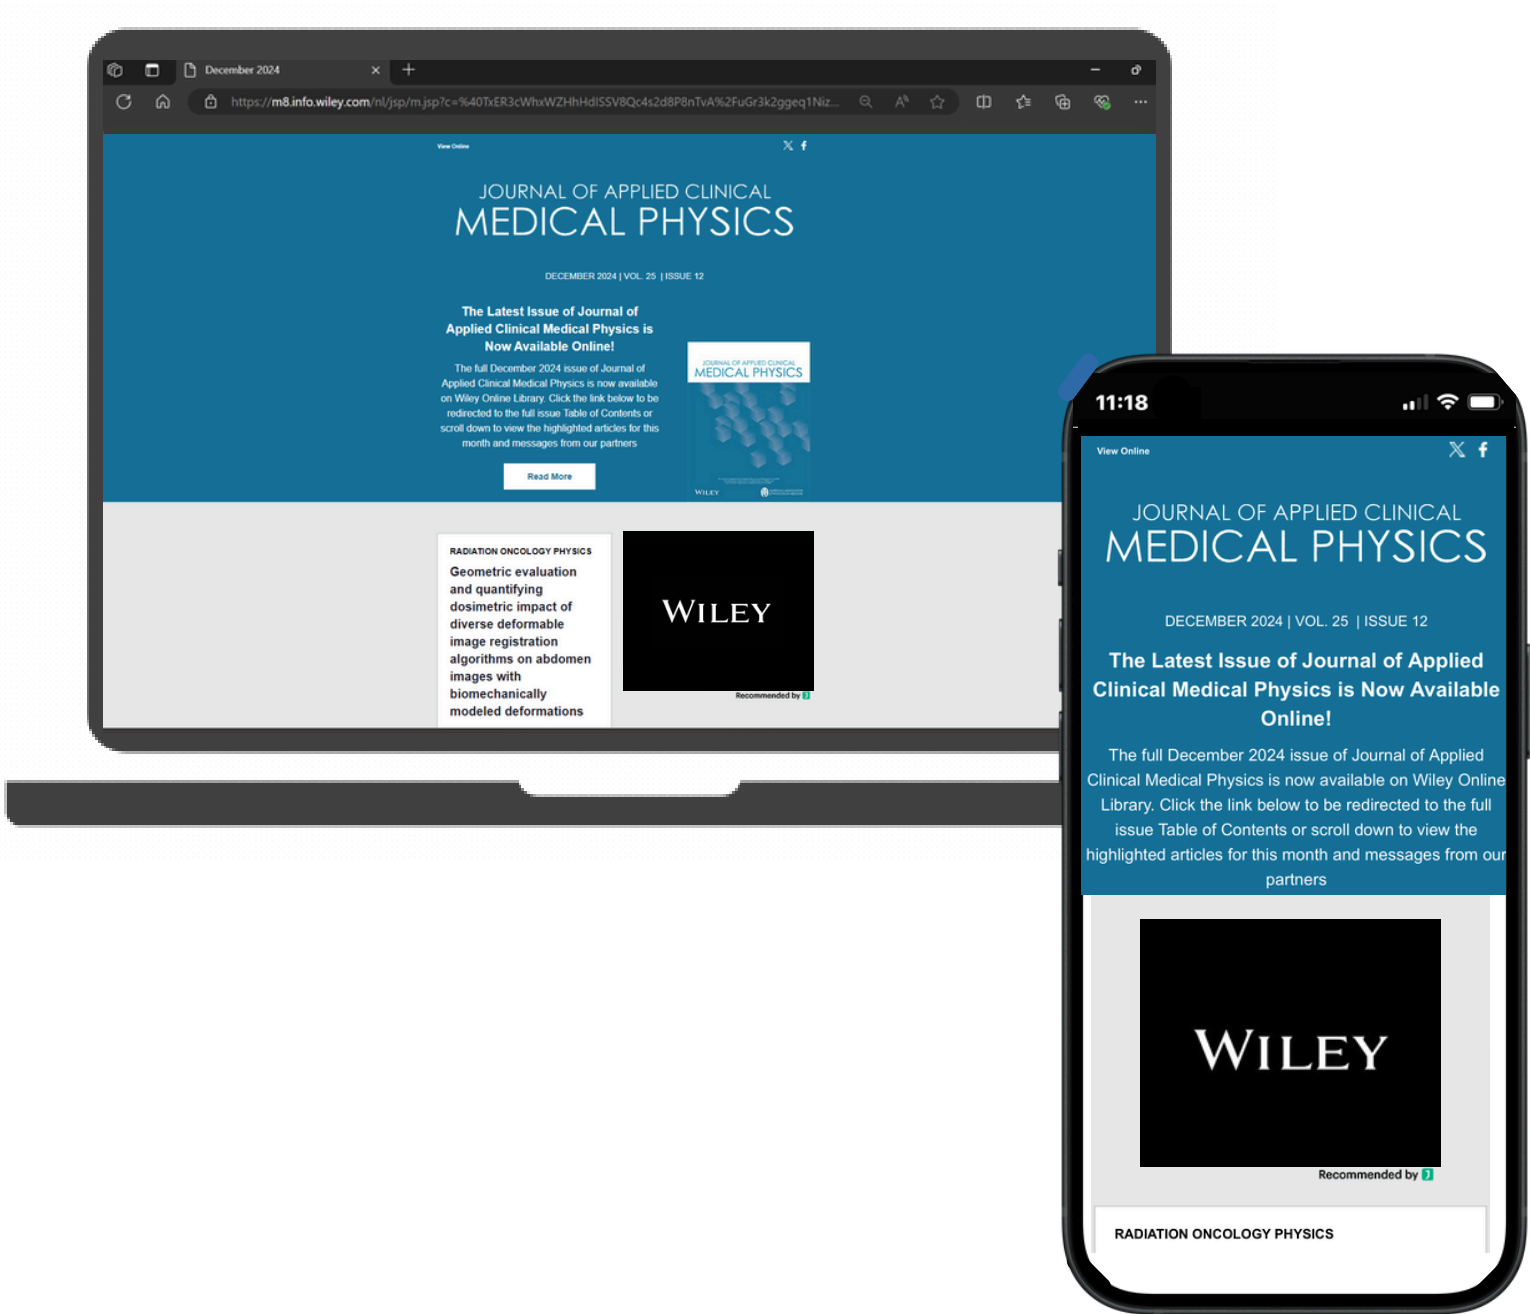 December 2024
https://m8.info.wiley.com/nl/jsp/m.jsp?c=%40TxER3cWhxWZHhHdISSV8Qc4s2d8P8nTvA%2FuGr3k2ggeq1Niz...
View Online
JOURNAL OF APPLIED CLINICAL
MEDICAL PHYSICS
DECEMBER 2024 | VOL. 25 | ISSUE 12
The Latest Issue of Journal of
Applied Clinical Medical Physics is
Now Available Online!
The full December 2024 issue of Journal of
Applied Clinical Medical Physics is now available
on Wiley Online Library. Click the link below to be
redirected to the full issue Table of Contents or
scroll down to view the highlighted articles for this
month and messages from our partners
Read More
JOURNAL OF APPLIED CLINICAL
MEDICAL PHYSICS
WILEY
RADIATION ONCOLOGY PHYSICS
Geometric evaluation
and quantifying
dosimetric impact of
diverse deformable
image registration
algorithms on abdomen
images with
biomechanically
modeled deformations
WILEY
Recommended by
11:18
View Online
JOURNAL OF APPLIED CLINICAL
MEDICAL PHYSICS
DECEMBER 2024 | VOL. 25 | ISSUE 12
The Latest Issue of Journal of Applied
Clinical Medical Physics is Now Available
Online!
The full December 2024 issue of Journal of Applied
Clinical Medical Physics is now available on Wiley Online
Library. Click the link below to be redirected to the full
issue Table of Contents or scroll down to view the
highlighted articles for this month and messages from our
partners
WILEY
Recommended by
RADIATION ONCOLOGY PHYSICS